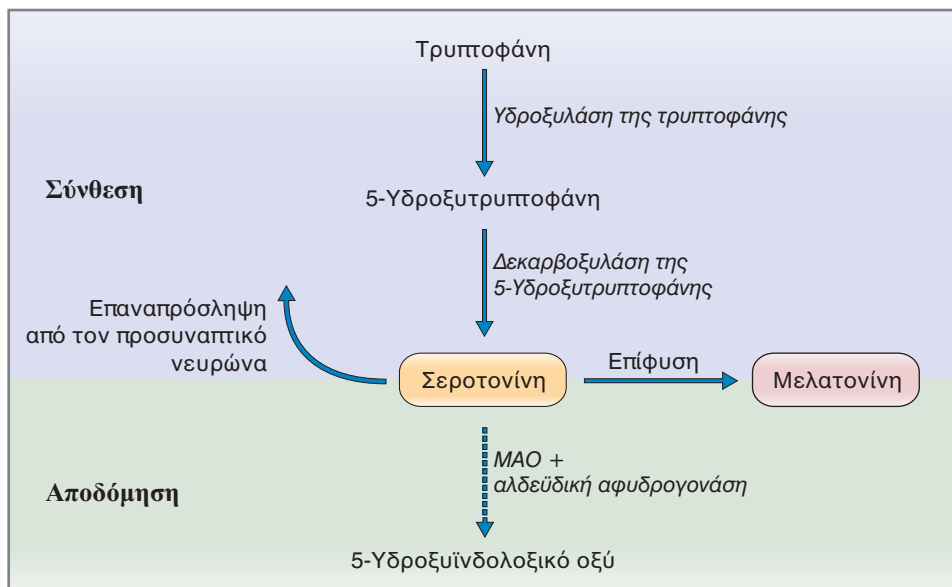 Τρυπτοφάνη
Υδροξυλάση της τρυπτοφάνης
Σύνθεση
5-Υδροξυτρυπτοφάνη
Δεκαρβοξυλάση της
5-Υδροξυτρυπτοφάνης
Επαναπρόσληψη
από τον προσυναπτικό
νευρώνα
Σεροτονίνη
Επίφυση
Μελατονίνη
ΜΑΟ +
αλδεϋδική αφυδρογονάση
Αποδόμηση
5-Υδροξυϊνδολοξικό οξύ